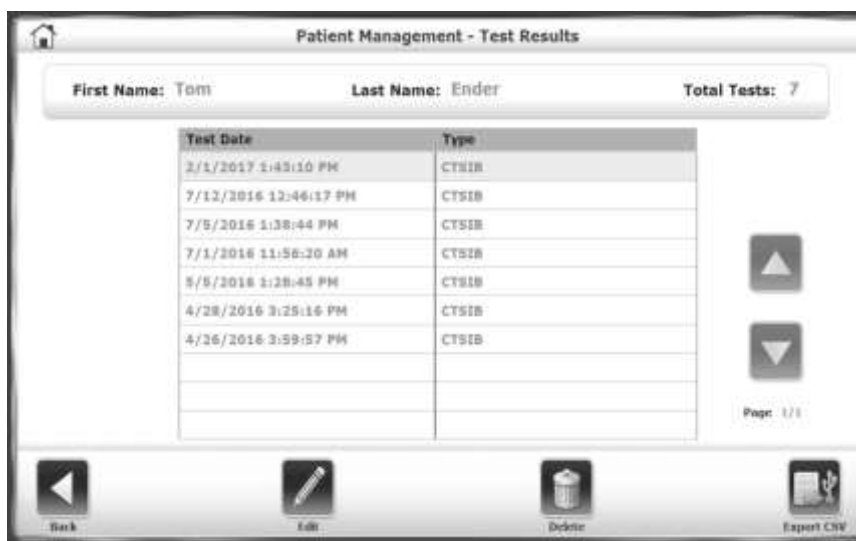 Patient Management - Test Results
First Name: Tom Last Name: Ender Total Tests: 7
Test Date Type
2/1/2017 1:43:10 PM CTSIB
7/12/2016 12:46:17 PM CTSIB
7/5/2016 1:38:44 PM CTSIB
7/1/2016 11:56:20 AM CTSIB
5/5/2016 1:28:45 PM CTSIB
4/28/2016 3:25:16 PM CTSIB
4/26/2016 3:59:57 PM CTSIB
Page 1/1
Back Edit Delete Export CSV